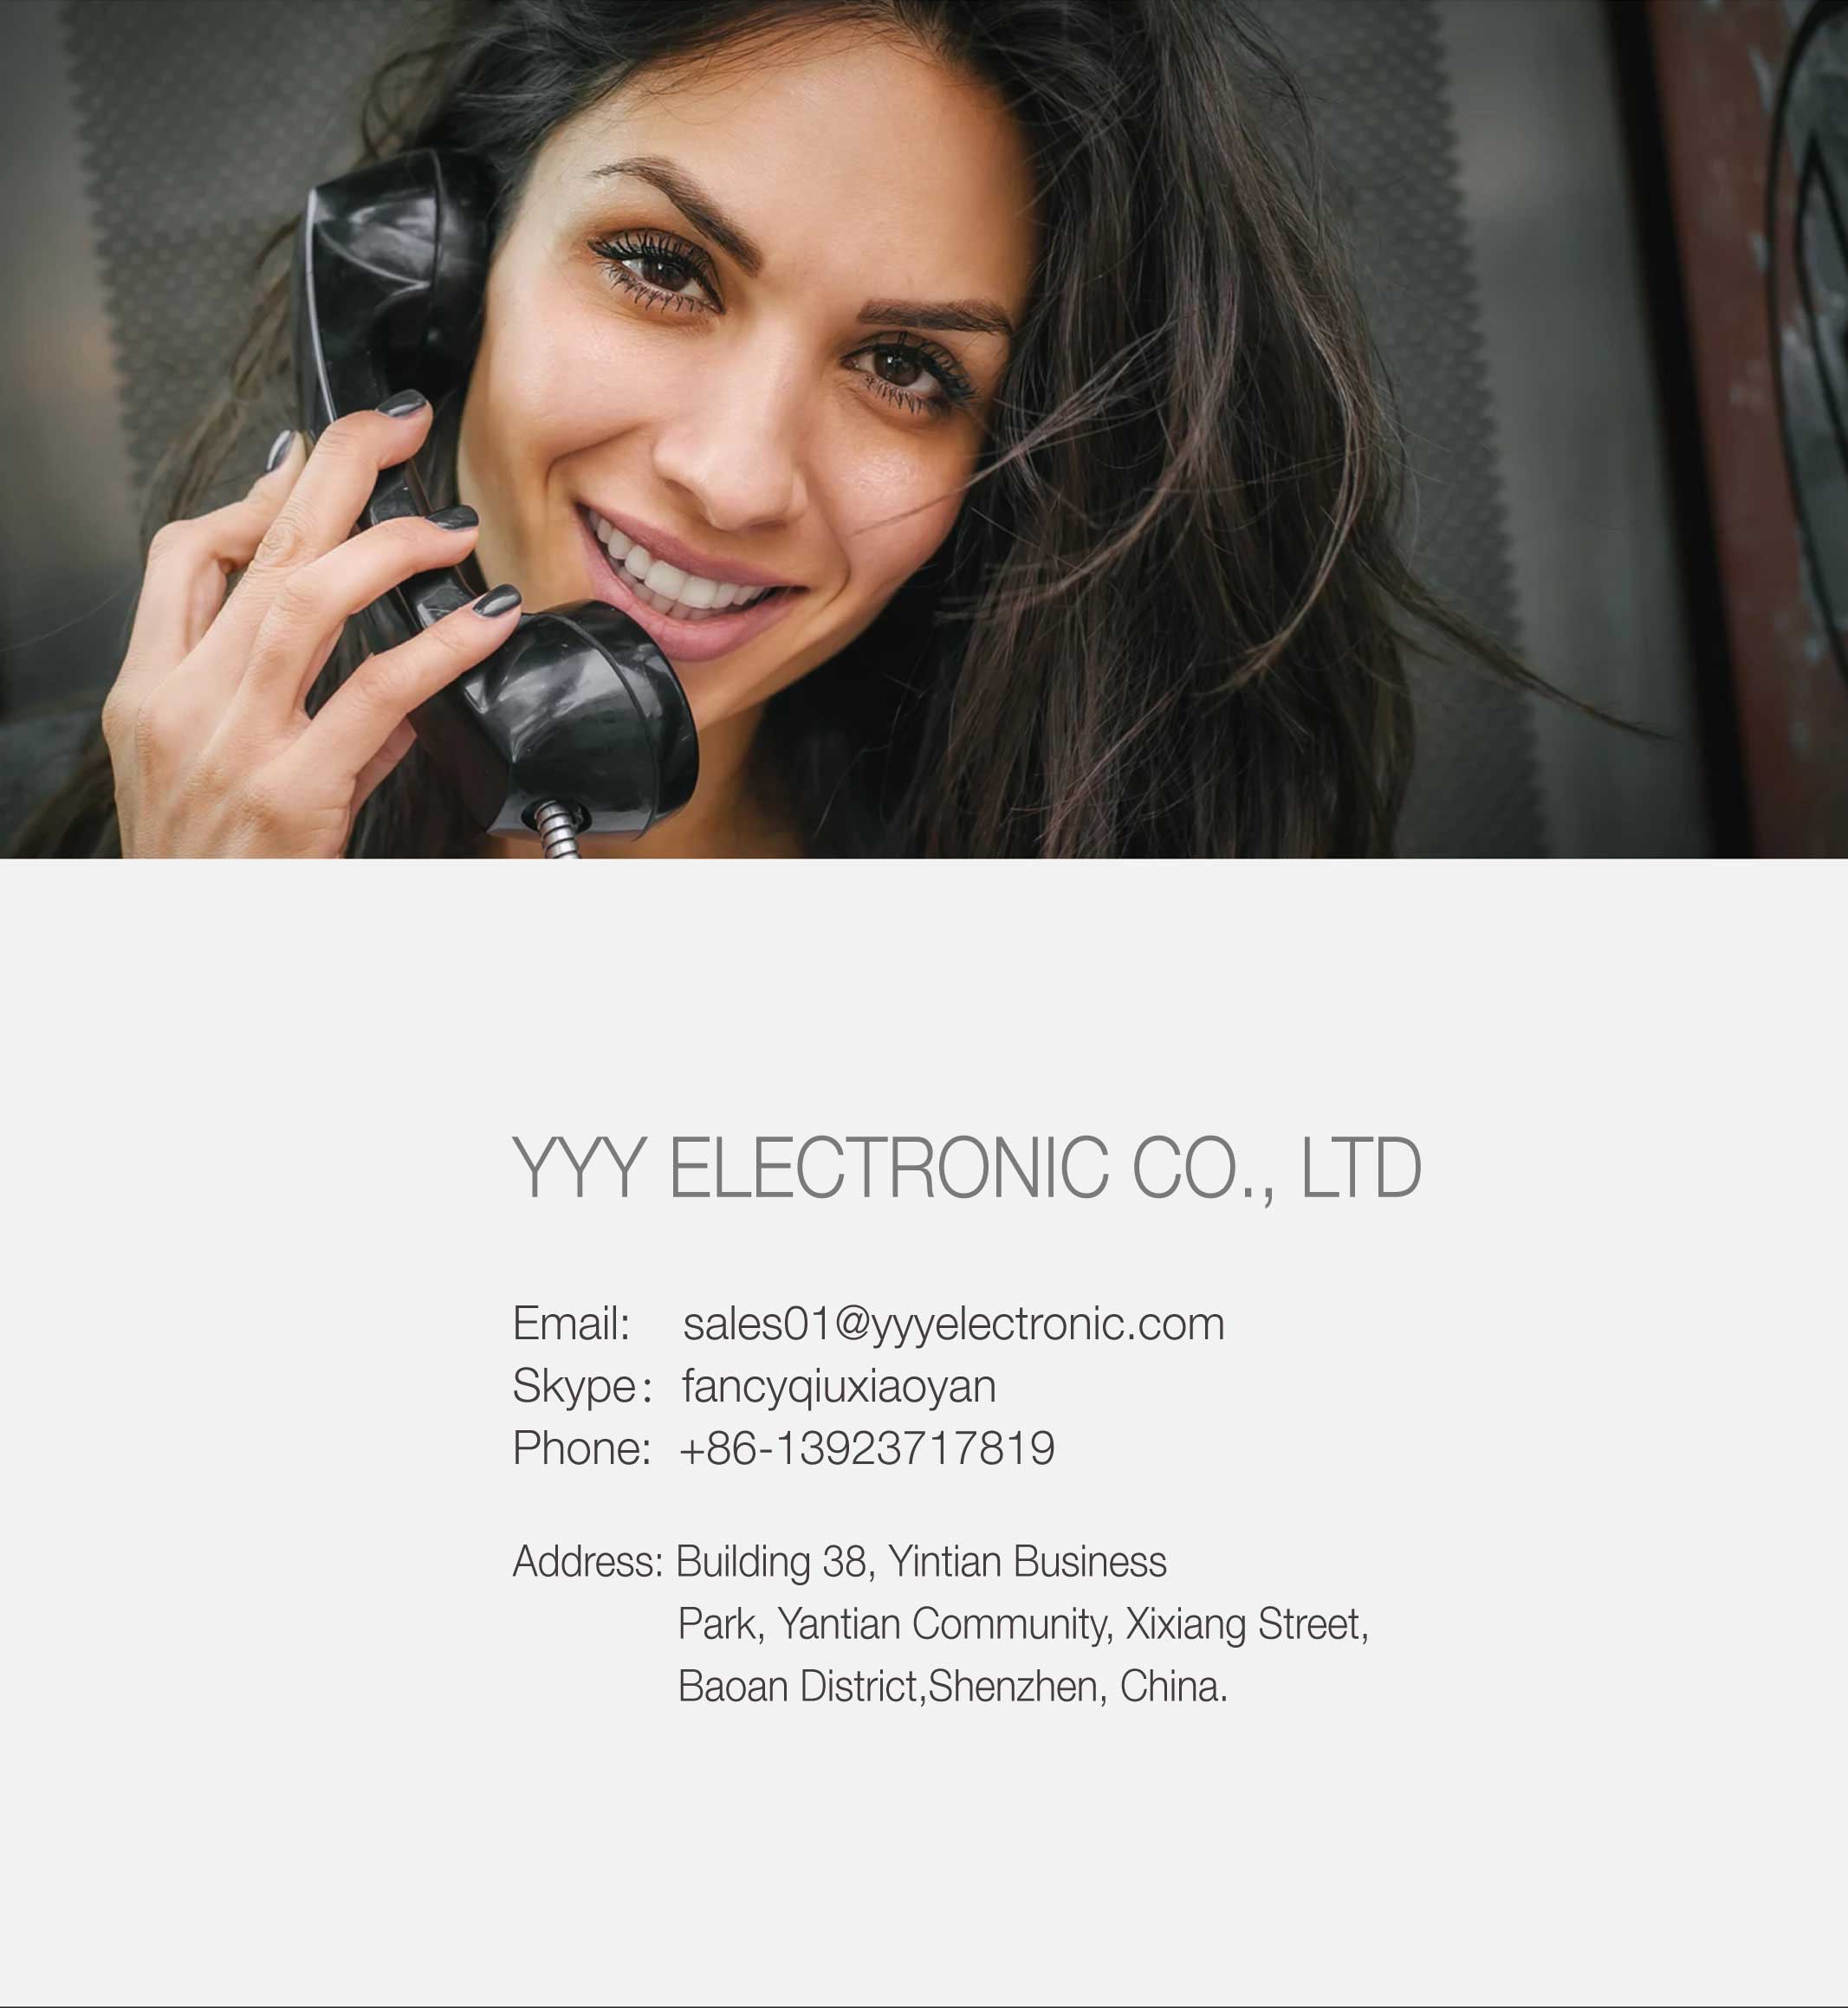 YYY ELECTRONIC CO., LTD
Email: sales01@yyyelectronic.com
Skype: fancyqiuxiaoyan
Phone: +86-13923717819
Address: Building 38, Yintian Business
Park, Yantian Community, Xixiang Street,
Baoan District,Shenzhen, China.